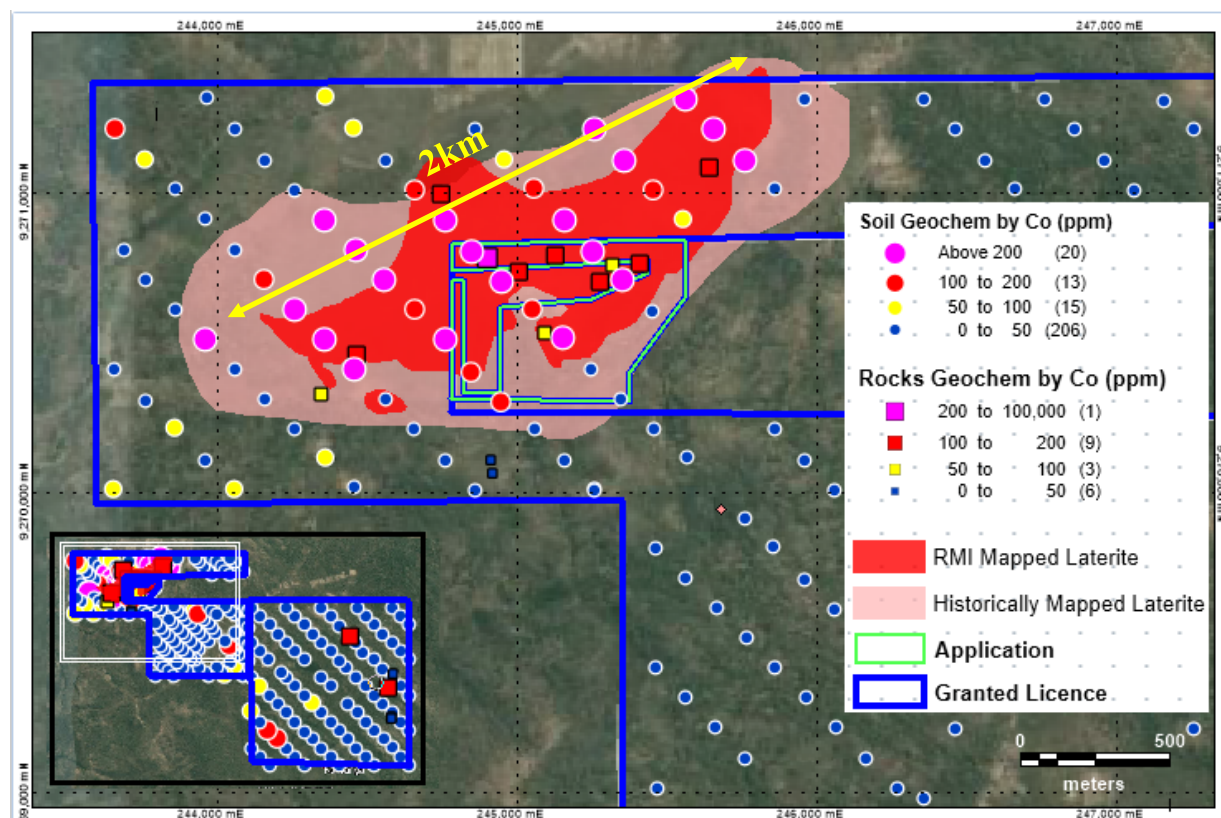 244,000 mE 245,000 mE 246,000 mE 247,000 mE
2km
9,271,000 mN
Soil Geochem by Co (ppm)
Above 200 (20)
100 to 200 (13)
50 to 100 (15)
0 to 50 (206)
Rocks Geochem by Co (ppm)
200 to 100,000 (1)
100 to 200 (9)
50 to 100 (3)
0 to 50 (6)
RMI Mapped Laterite
Historically Mapped Laterite
Application
Granted Licence
9,270,000 mN
0 500
meters
244,000 mE 245,000 mE 246,000 mE 247,000 mE